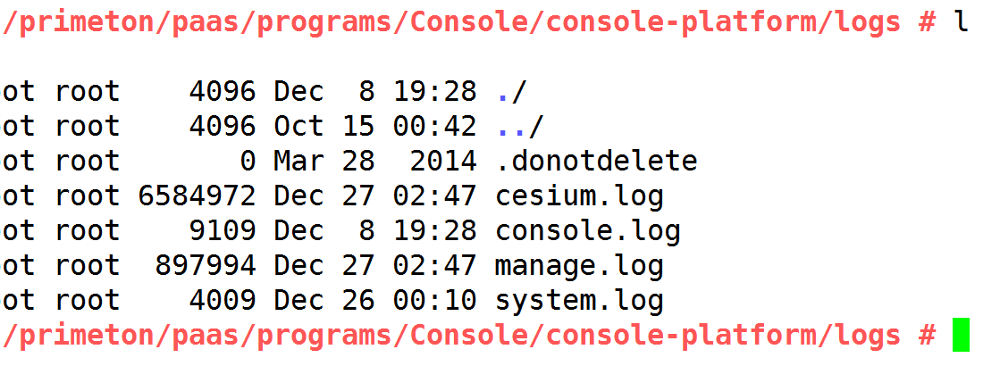 /primeton/paas/programs/Console/console-platform/logs # l
ot root    4096 Dec  8 19:28 ./
ot root    4096 Oct 15 00:42 ../
ot root       0 Mar 28  2014 .donotdelete
ot root 6584972 Dec 27 02:47 cesium.log
ot root    9109 Dec  8 19:28 console.log
ot root  897994 Dec 27 02:47 manage.log
ot root    4009 Dec 26 00:10 system.log
/primeton/paas/programs/Console/console-platform/logs #